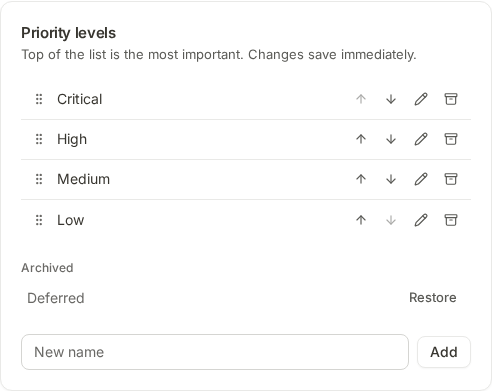 Priority levels
Top of the list is the most important. Changes save immediately.
Critical
High
Medium
Low
Archived
Deferred Restore
New name Add